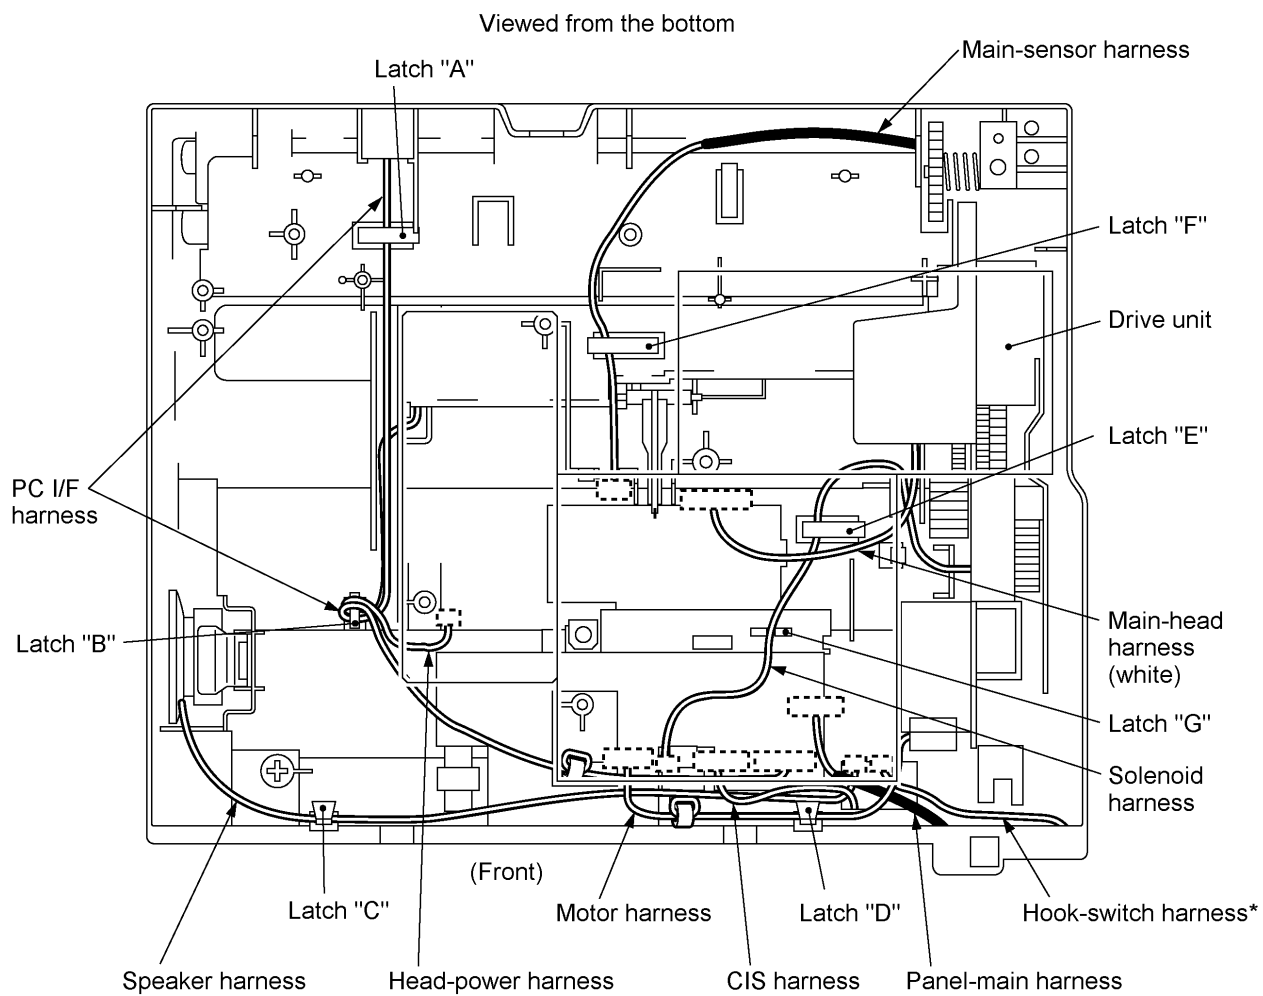 Viewed from the bottom
Main-sensor harness
Latch "A"
Latch "F"
Drive unit
Latch "E"
PC I/F
harness
Main-head
harness
(white)
Latch "B"
Latch "G"
Solenoid
harness
(Front)
Latch "C"
Motor harness
Latch "D"
Hook-switch harness*
Speaker harness
Head-power harness
CIS harness
Panel-main harness